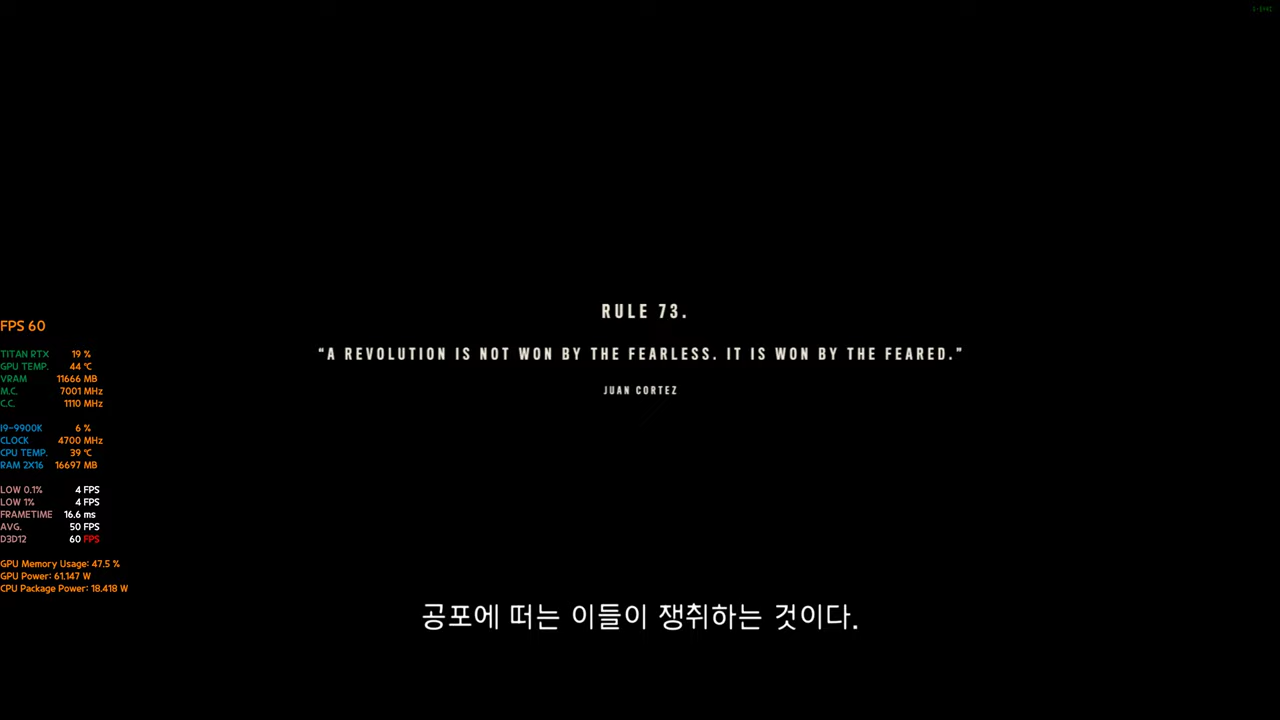 RULE 73.
“A REVOLUTION IS NOT WON BY THE FEARLESS. IT IS WON BY THE FEARED.”
JUAN CORTEZ
FPS 60
TITAN RTX 19 %
GPU TEMP. 44 ℃
VRAM 11666 MB
M.C. 7001 MHz
C.C. 1110 MHz
I9-9900K 6 %
CLOCK 4700 MHz
CPU TEMP. 39 ℃
RAM 2X16 16697 MB
LOW 0.1% 4 FPS
LOW 1% 4 FPS
FRAMETIME 16.6 ms
AVG. 50 FPS
D3D12 60 FPS
GPU Memory Usage: 47.5 %
GPU Power: 61.147 W
CPU Package Power: 18.418 W
공포에 떠는 이들이 쟁취하는 것이다.